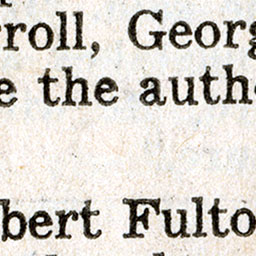 rroll, Georg
e the auth
bert Fulto